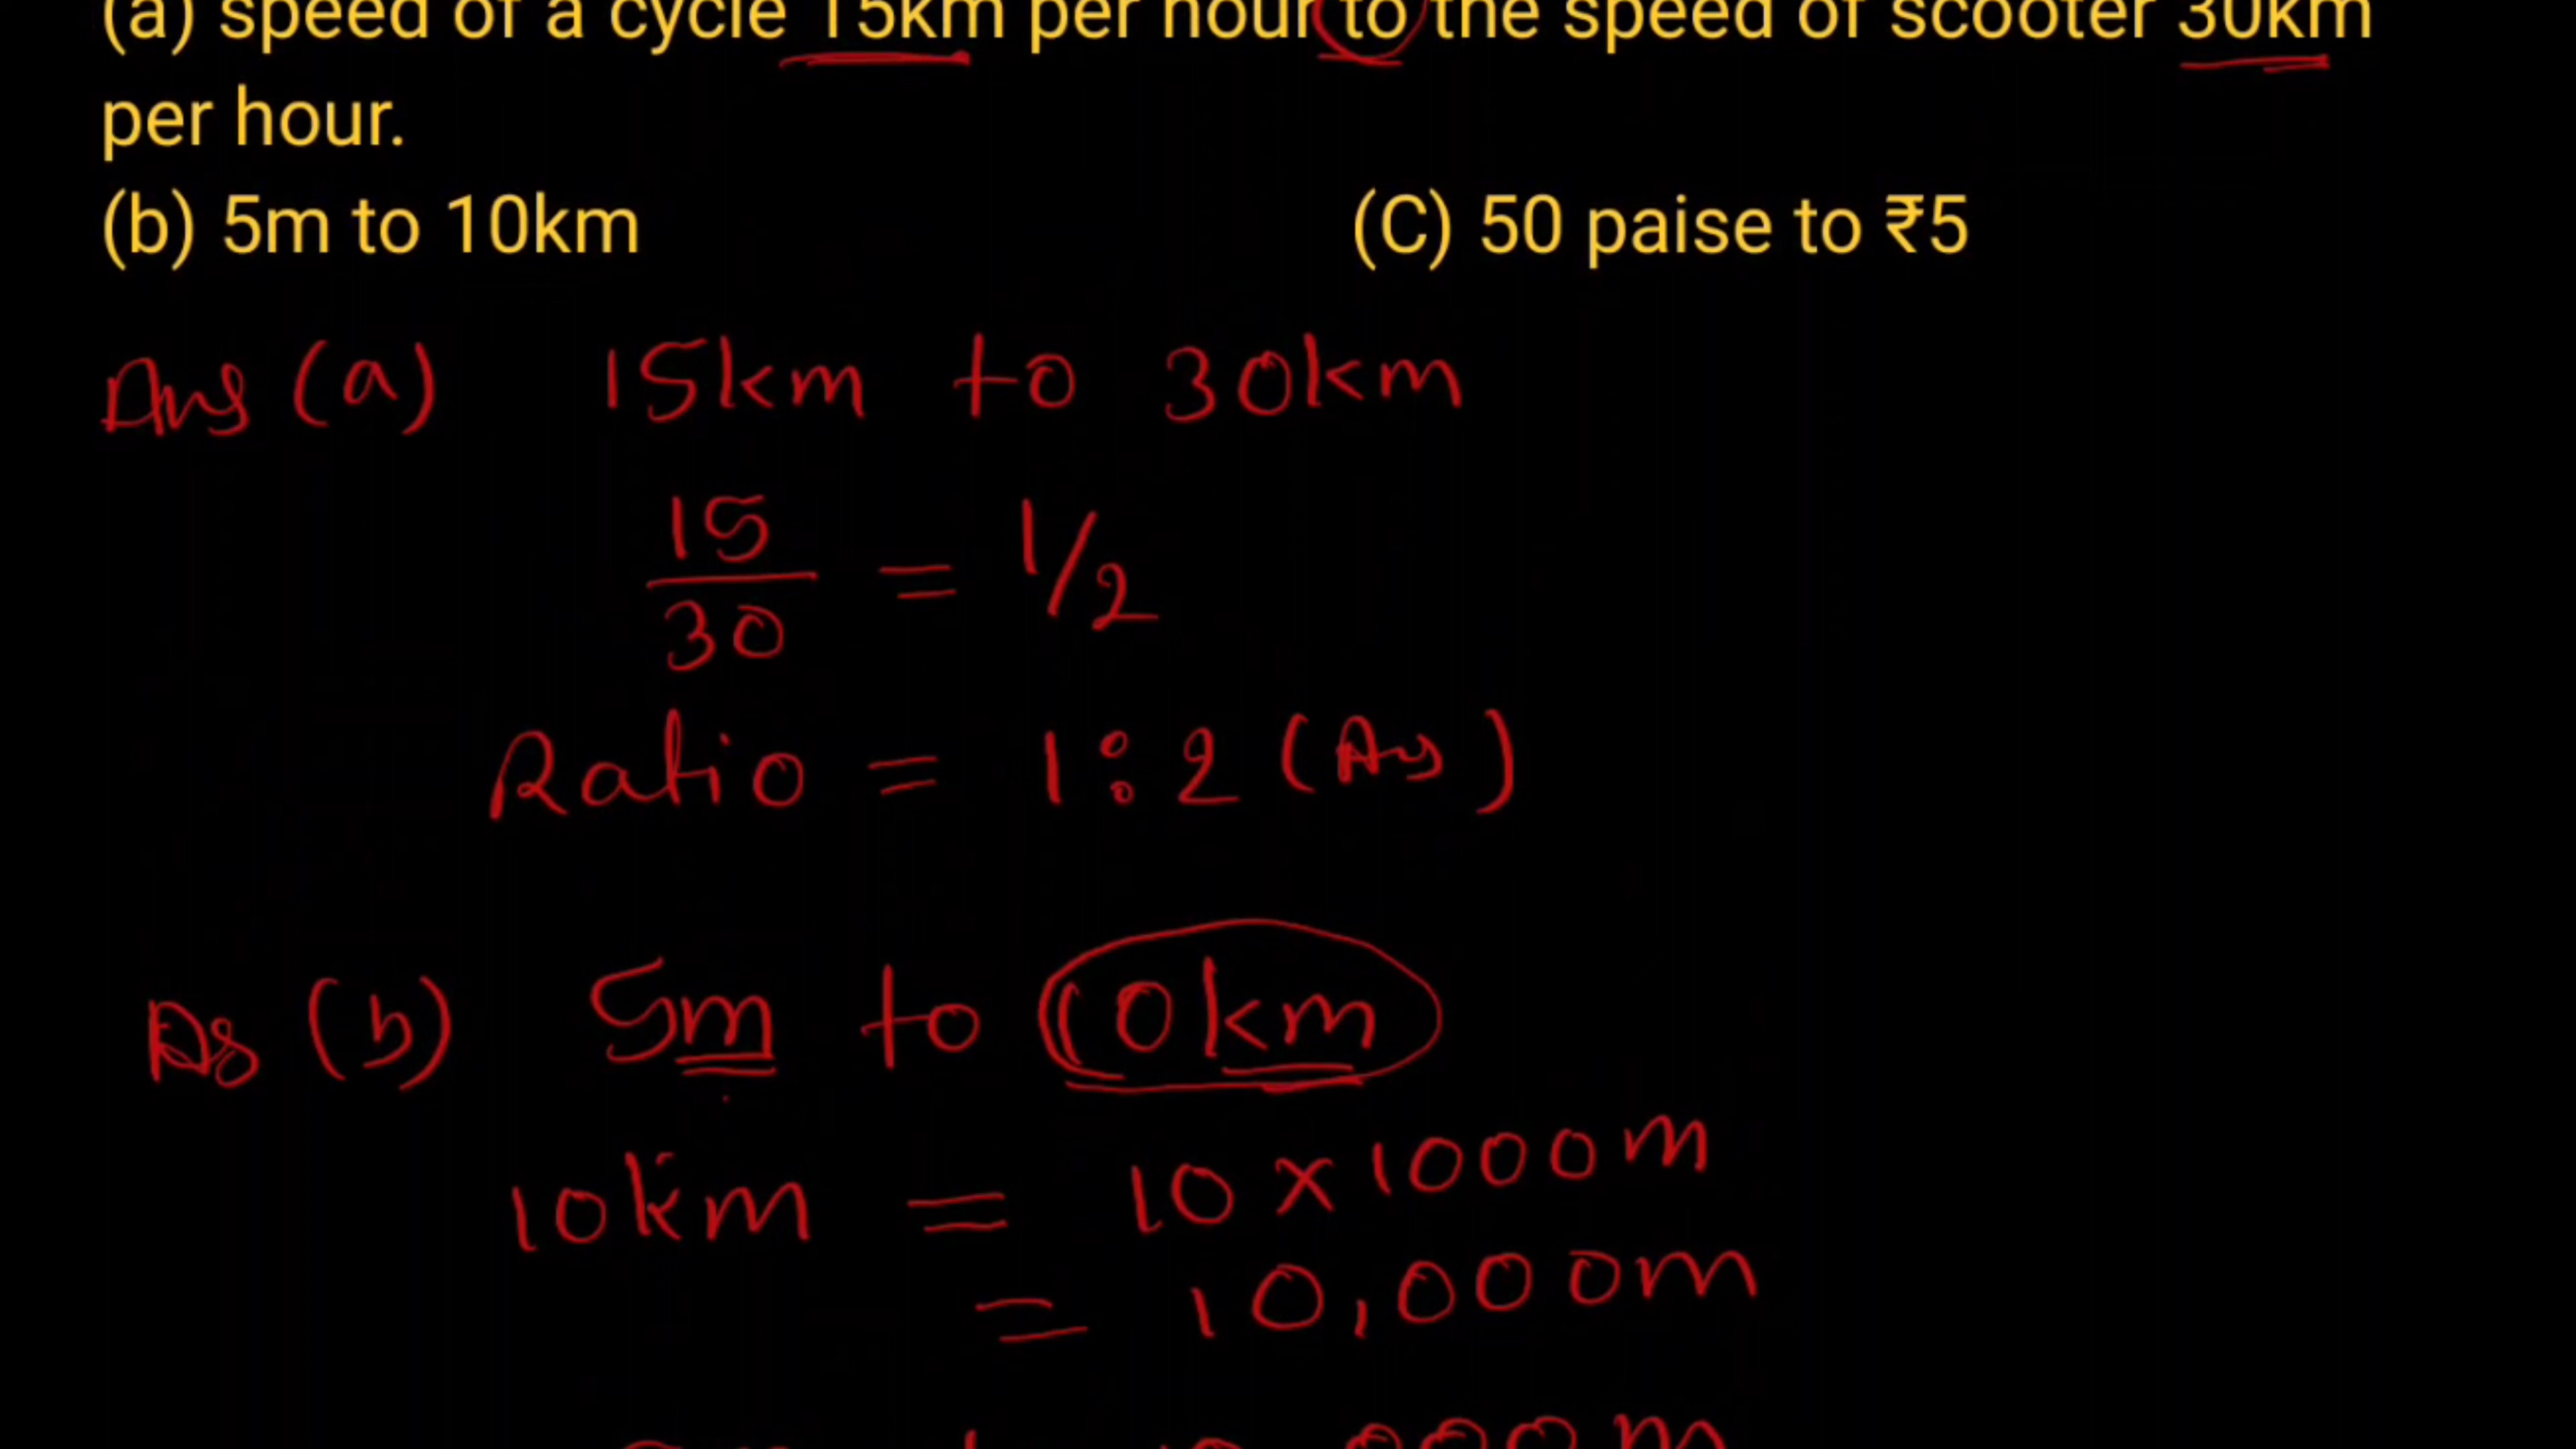 (a) speed of a cycle 15km per hour to the speed of scooter 30km
per hour.
(b) 5m to 10km (C) 50 paise to ₹5
Ans (a) 15km to 30km
15/30 = 1/2
Ratio = 1:2 (As)
As (b) 5m to 10km
10km = 10×1000m
= 10,000m